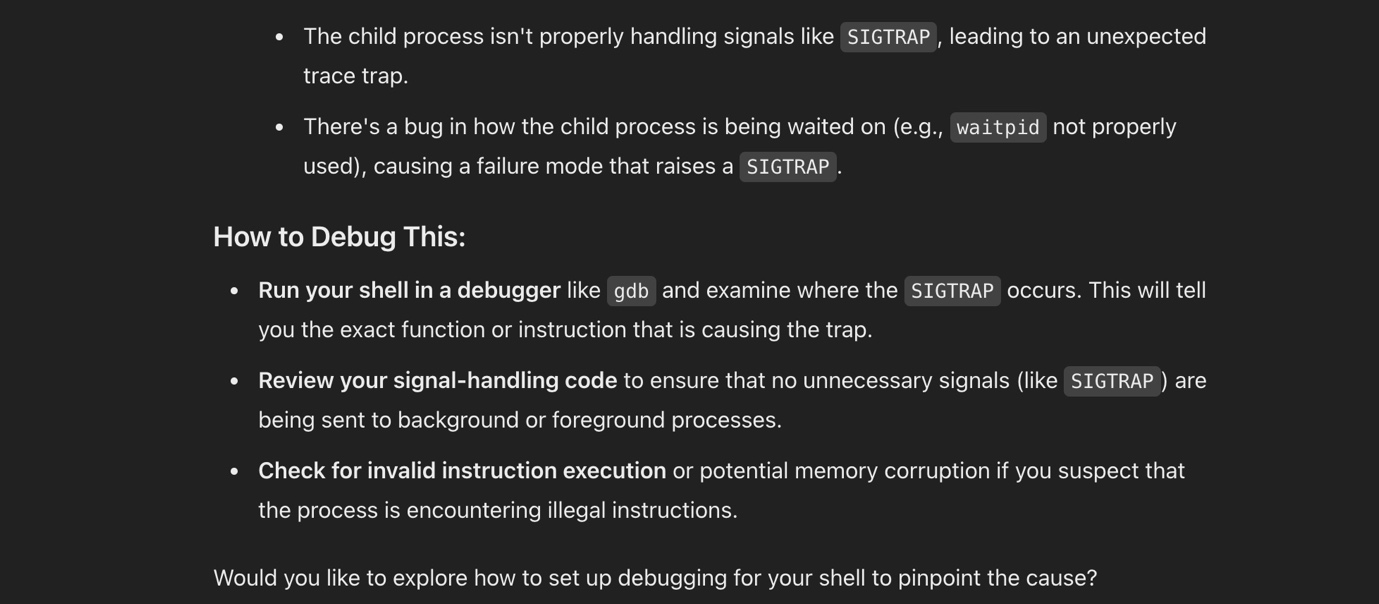 • The child process isn't properly handling signals like SIGTRAP, leading to an unexpected
trace trap.
• There's a bug in how the child process is being waited on (e.g., waitpid not properly
used), causing a failure mode that raises a SIGTRAP.
How to Debug This:
• Run your shell in a debugger like gdb and examine where the SIGTRAP occurs. This will tell
you the exact function or instruction that is causing the trap.
• Review your signal-handling code to ensure that no unnecessary signals (like SIGTRAP) are
being sent to background or foreground processes.
• Check for invalid instruction execution or potential memory corruption if you suspect that
the process is encountering illegal instructions.
Would you like to explore how to set up debugging for your shell to pinpoint the cause?